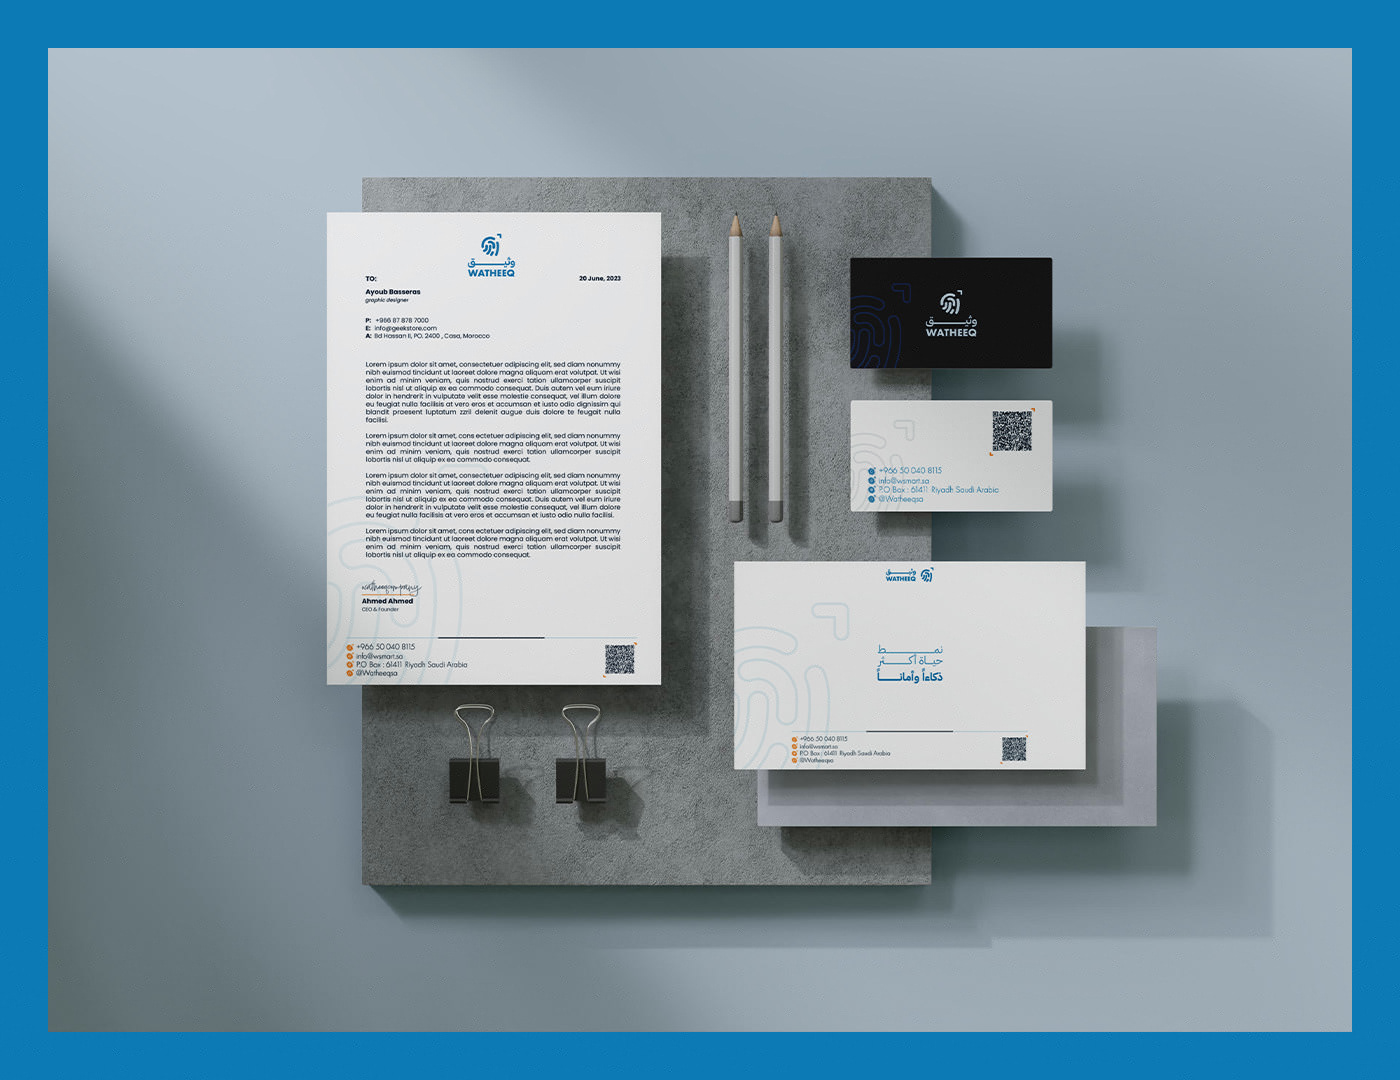 وثيق
WATHEEQ
TO:
20 June, 2023
Ayoub Basseras
graphic designer
P: +966 87 878 7000
E: info@geekstore.com
A: Bd Hassan II, PO. 2400 , Casa, Morocco
Lorem ipsum dolor sit amet, consectetuer adipiscing elit, sed diam nonummy
nibh euismod tincidunt ut laoreet dolore magna aliquam erat volutpat. Ut wisi
enim ad minim veniam, quis nostrud exerci tation ullamcorper suscipit
lobortis nisl ut aliquip ex ea commodo consequat. Duis autem vel eum iriure
dolor in hendrerit in vulputate velit esse molestie consequat, vel illum dolore
eu feugiat nulla facilisis at vero eros et accumsan et iusto odio dignissim qui
blandit praesent luptatum zzril delenit augue duis dolore te feugait nulla
facilisi.
Lorem ipsum dolor sit amet, cons ectetuer adipiscing elit, sed diam nonummy
nibh euismod tincidunt ut laoreet dolore magna aliquam erat volutpat. Ut wisi
enim ad minim veniam, quis nostrud exerci tation ullamcorper suscipit
lobortis nisl ut aliquip ex ea commodo consequat.
Lorem ipsum dolor sit amet, consectetuer adipiscing elit, sed diam nonummy
nibh euismod tincidunt ut laoreet dolore magna aliquam erat volutpat. Ut wisi
enim ad minim veniam, quis nostrud exerci tation ullamcorper suscipit
lobortis nisl ut aliquip ex ea commodo consequat. Duis autem vel eum iriure
dolor in hendrerit in vulputate velit esse molestie consequat, vel illum dolore
eu feugiat nulla facilisis at vero eros et accumsan et iusto odio dignissim.
Lorem ipsum dolor sit amet, cons ectetuer adipiscing elit, sed diam nonummy
nibh euismod tincidunt ut laoreet dolore magna aliquam erat volutpat. Ut wisi
enim ad minim veniam, quis nostrud exerci tation ullamcorper suscipit
lobortis nisl ut aliquip ex ea commodo consequat.
watheeqcompany
Ahmed Ahmed
CEO & Founder
+966 50 040 8115
info@wsmart.sa
P.O Box : 61411 Riyadh Saudi Arabia
@Watheeqsa
وثيق
WATHEEQ
+966 50 040 8115
info@wsmart.sa
P.O Box : 61411 Riyadh Saudi Arabia
@Watheeqsa
وثيق
WATHEEQ
نمط
حياة أكثر
ذكاءاً وأماناً
+966 50 040 8115
info@wsmart.sa
P.O Box : 61411 Riyadh Saudi Arabia
@Watheeqsa